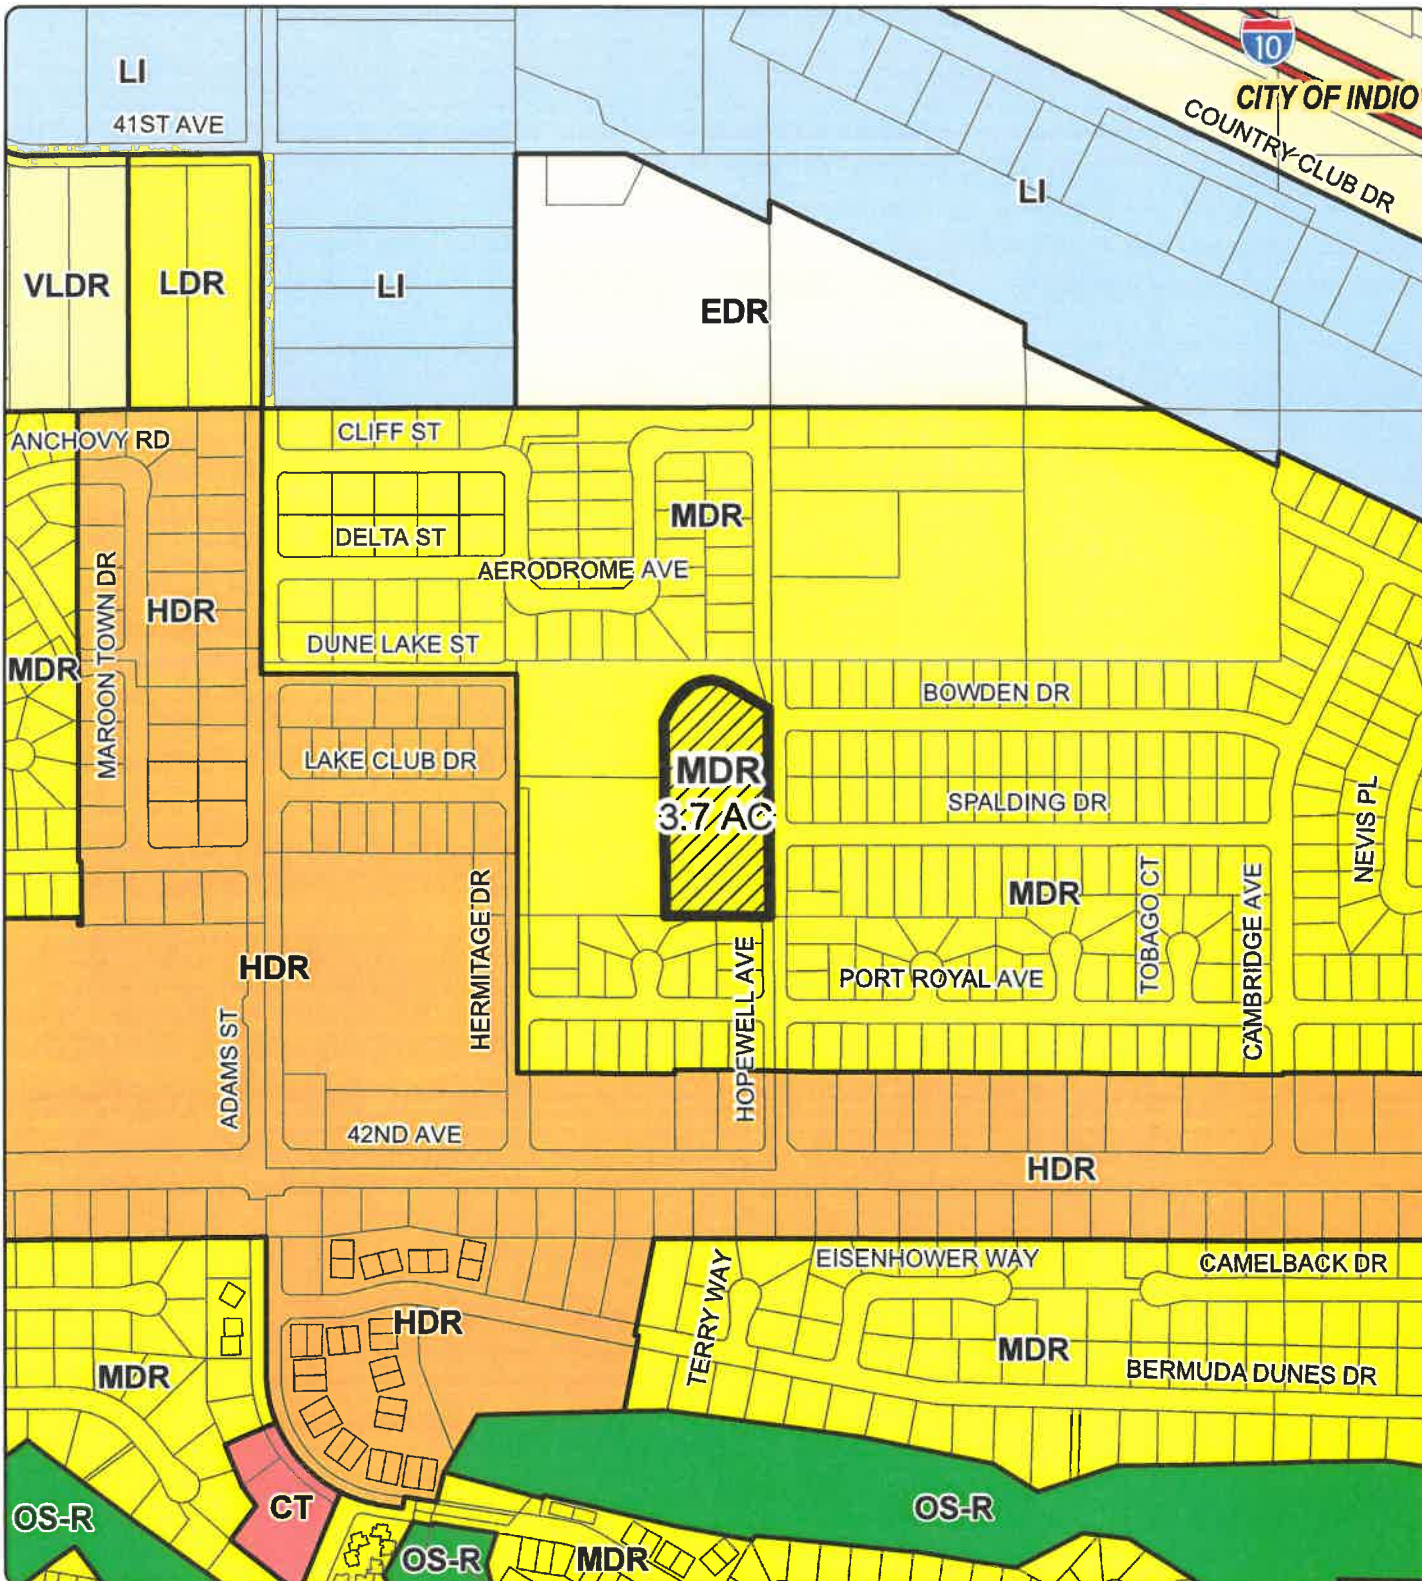 10
LI
CITY OF INDIO
41ST AVE
COUNTRY CLUB DR
LI
VLDR
LDR
LI
EDR
ANCHOVY RD
CLIFF ST
MDR
DELTA ST
AERODROME AVE
MAROON TOWN DR
HDR
DUNE LAKE ST
MDR
BOWDEN DR
LAKE CLUB DR
MDR
3.7 AC
SPALDING DR
NEVIS PL
MDR
TOBAGO CT
CAMBRIDGE AVE
HERMITAGE DR
HDR
HOPEWELL AVE
PORT ROYAL AVE
ADAMS ST
42ND AVE
HDR
EISENHOWER WAY
CAMELBACK DR
TERRY WAY
HDR
MDR
MDR
BERMUDA DUNES DR
OS-R
CT
OS-R
OS-R
MDR